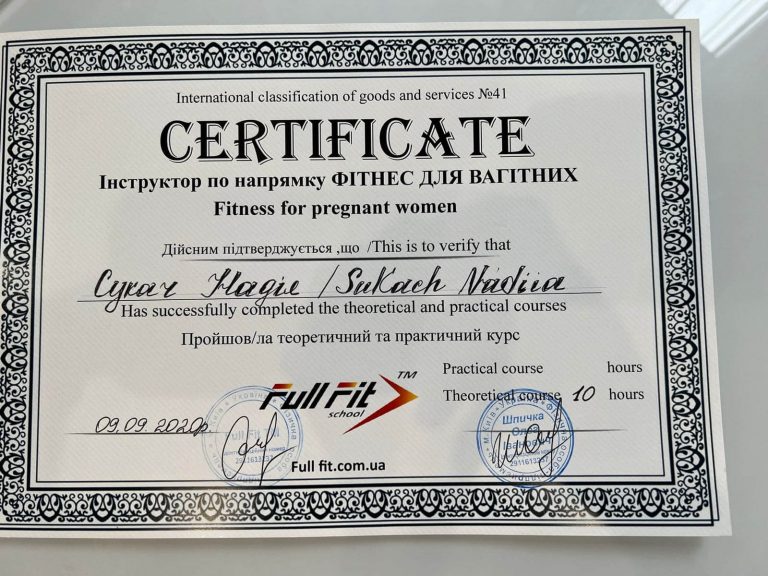 International classification of goods and services №41
CERTIFICATE
Інструктор по напрямку ФІТНЕС ДЛЯ ВАГІТНИХ
Fitness for pregnant women
Дійсним підтверджується ,що /This is to verify that
Сукач Надіє / Sukach Nadiia
Has successfully completed the theoretical and practical courses
Пройшов/ла теоретичний та практичний курс
Practical course hours
Theoretical course 10 hours
Full Fit TM
school
09.09.2020р.
Шпичка
Full fit.com.ua